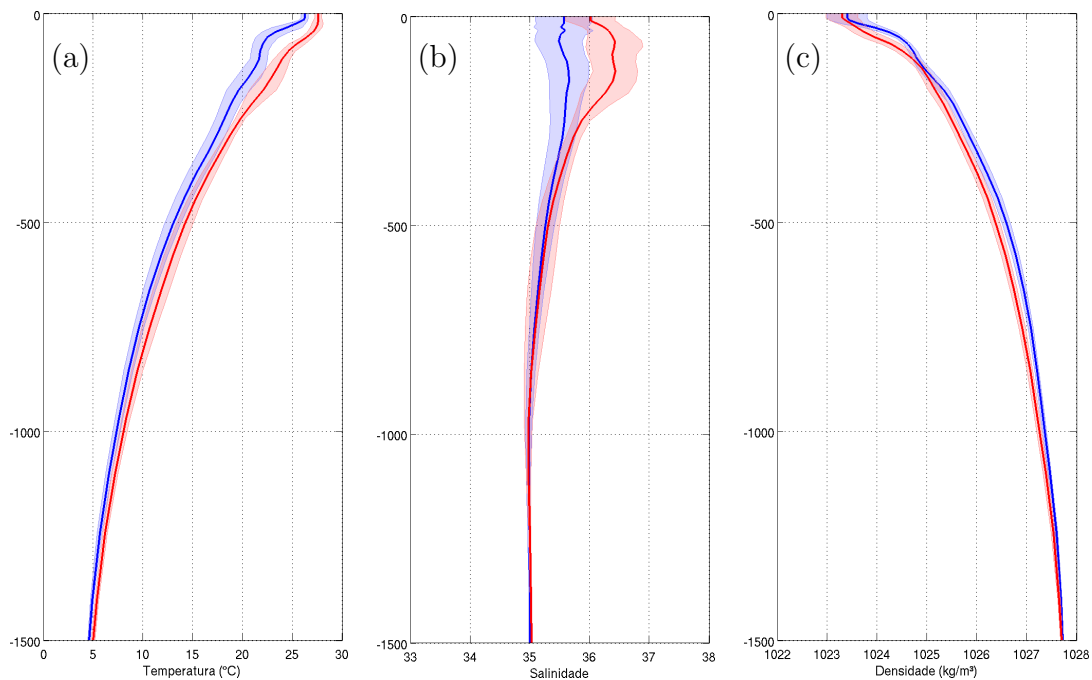 (a)
0
-500
-1000
-1500
0 5 10 15 20 25 30
Temperatura (°C)
(b)
0
-500
-1000
-1500
33 34 35 36 37 38
Salinidade
(c)
0
-500
-1000
-1500
1022 1023 1024 1025 1026 1027 1028
Densidade (kg/m³)